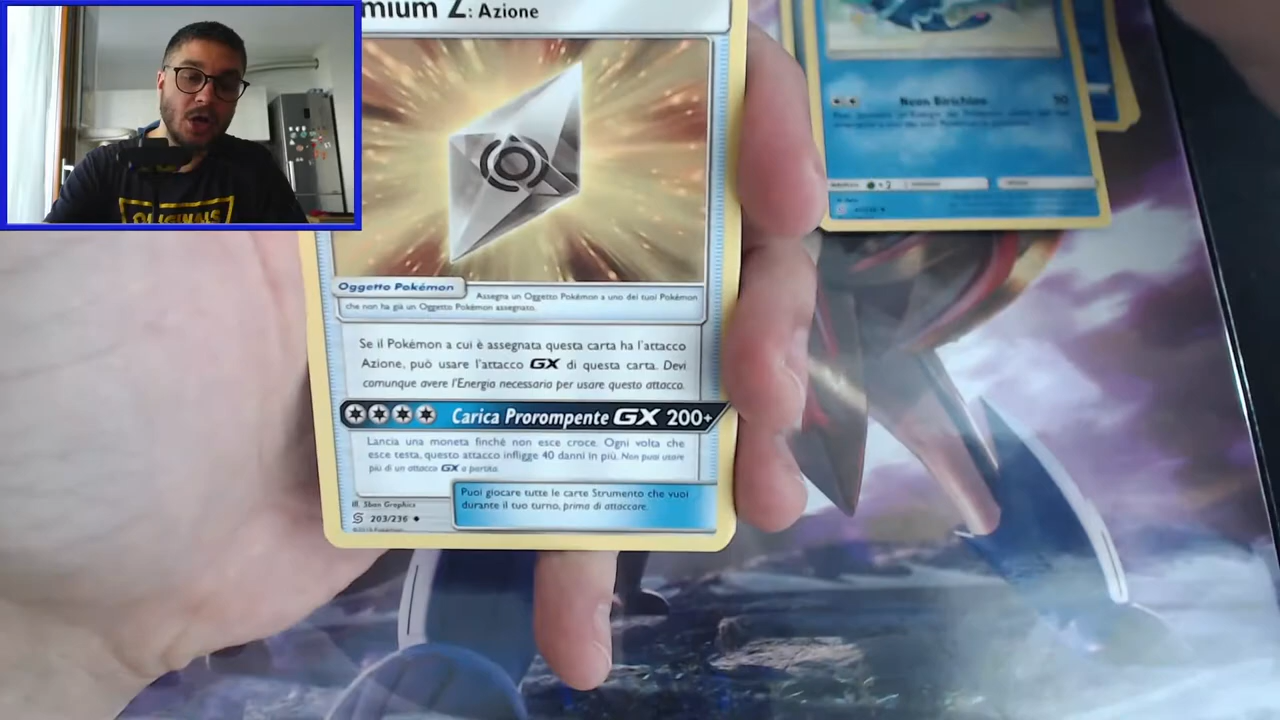 mium Z: Azione
Oggetto Pokémon
Assegna un Oggetto Pokémon a uno dei tuoi Pokémon
che non ha già un Oggetto Pokémon assegnato.
Se il Pokémon a cui è assegnata questa carta ha l'attacco
Azione, può usare l'attacco GX di questa carta. Devi
comunque avere l'Energia necessaria per usare questo attacco.
Carica Prorompente GX 200+
Lancia una moneta finché non esce croce. Ogni volta che
esce testa, questo attacco infligge 40 danni in più. Non puoi usare
più di un attacco GX a partita.
Puoi giocare tutte le carte Strumento che vuoi
durante il tuo turno, prima di attaccare.
Ill. 5ban Graphics
203/236
Neon Birichino 50
ORIGINALS